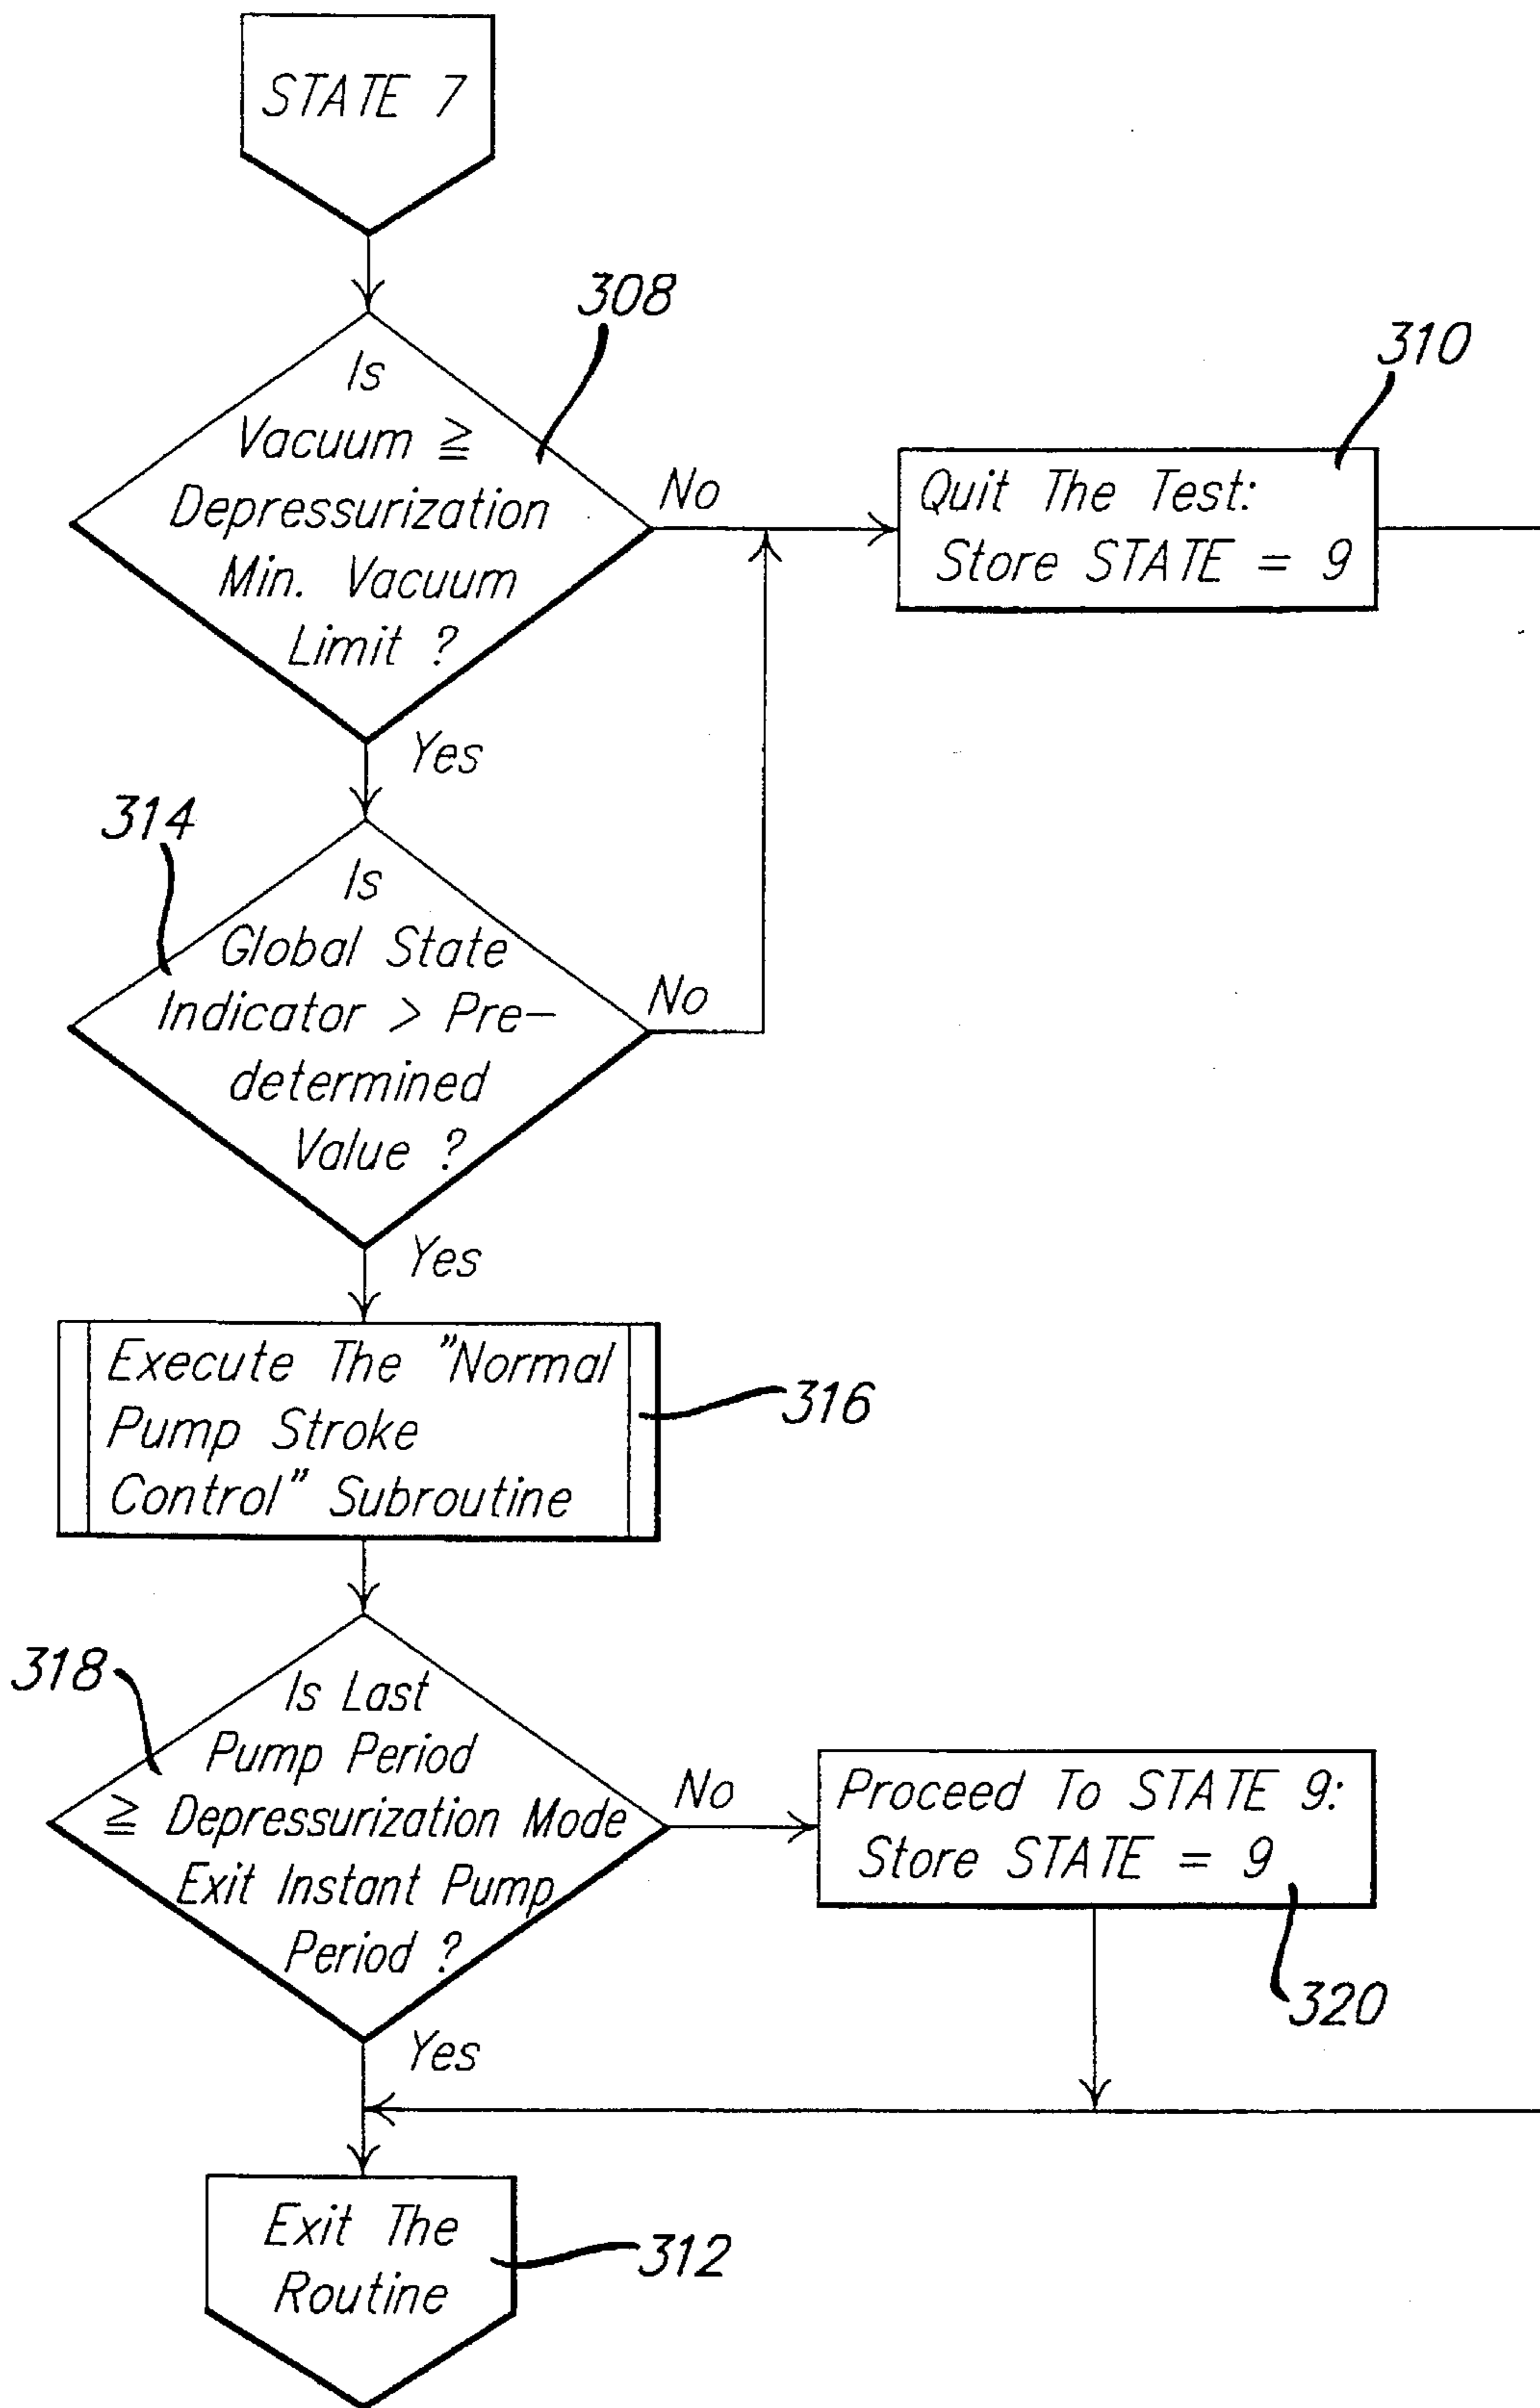 STATE 7
308
Is
Vacuum ≧
Depressurization
Min. Vacuum
Limit ?
No
310
Quit The Test:
Store STATE = 9
Yes
314
Is
Global State
Indicator > Pre-
determined
Value ?
No
Yes
Execute The "Normal
Pump Stroke
Control" Subroutine
316
318
Is Last
Pump Period
≧ Depressurization Mode
Exit Instant Pump
Period ?
No
Proceed To STATE 9:
Store STATE = 9
320
Yes
Exit The
Routine
312